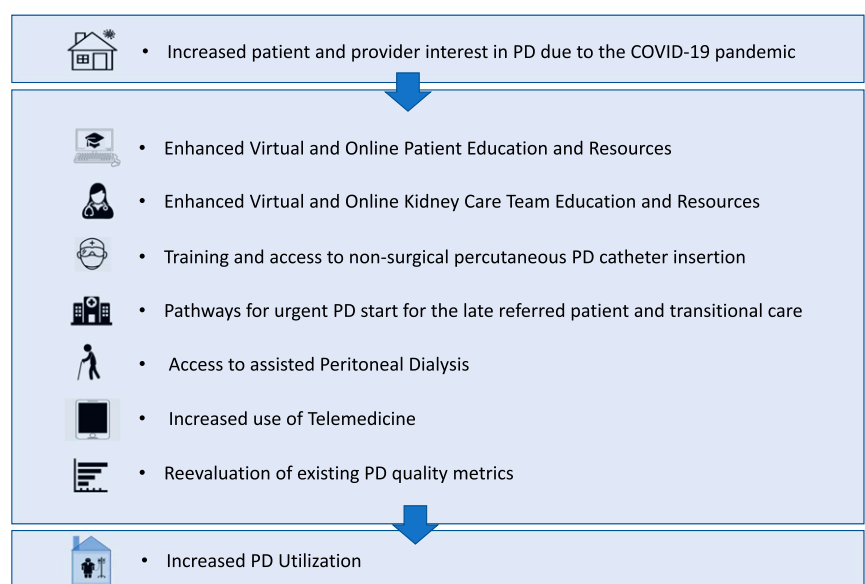 • Increased patient and provider interest in PD due to the COVID-19 pandemic
• Enhanced Virtual and Online Patient Education and Resources
• Enhanced Virtual and Online Kidney Care Team Education and Resources
• Training and access to non-surgical percutaneous PD catheter insertion
• Pathways for urgent PD start for the late referred patient and transitional care
• Access to assisted Peritoneal Dialysis
• Increased use of Telemedicine
• Reevaluation of existing PD quality metrics
• Increased PD Utilization